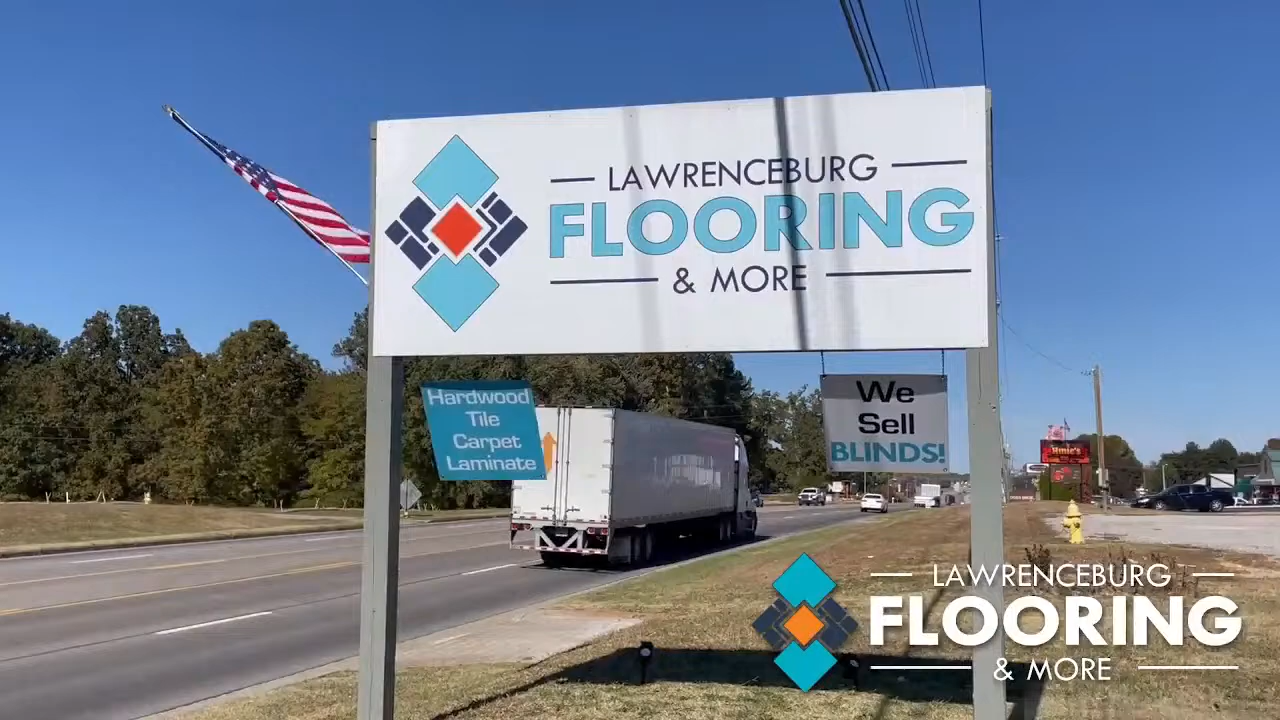 LAWRENCEBURG
FLOORING
& MORE
Hardwood
Tile
Carpet
Laminate
We
Sell
BLINDS!
LAWRENCEBURG
FLOORING
& MORE